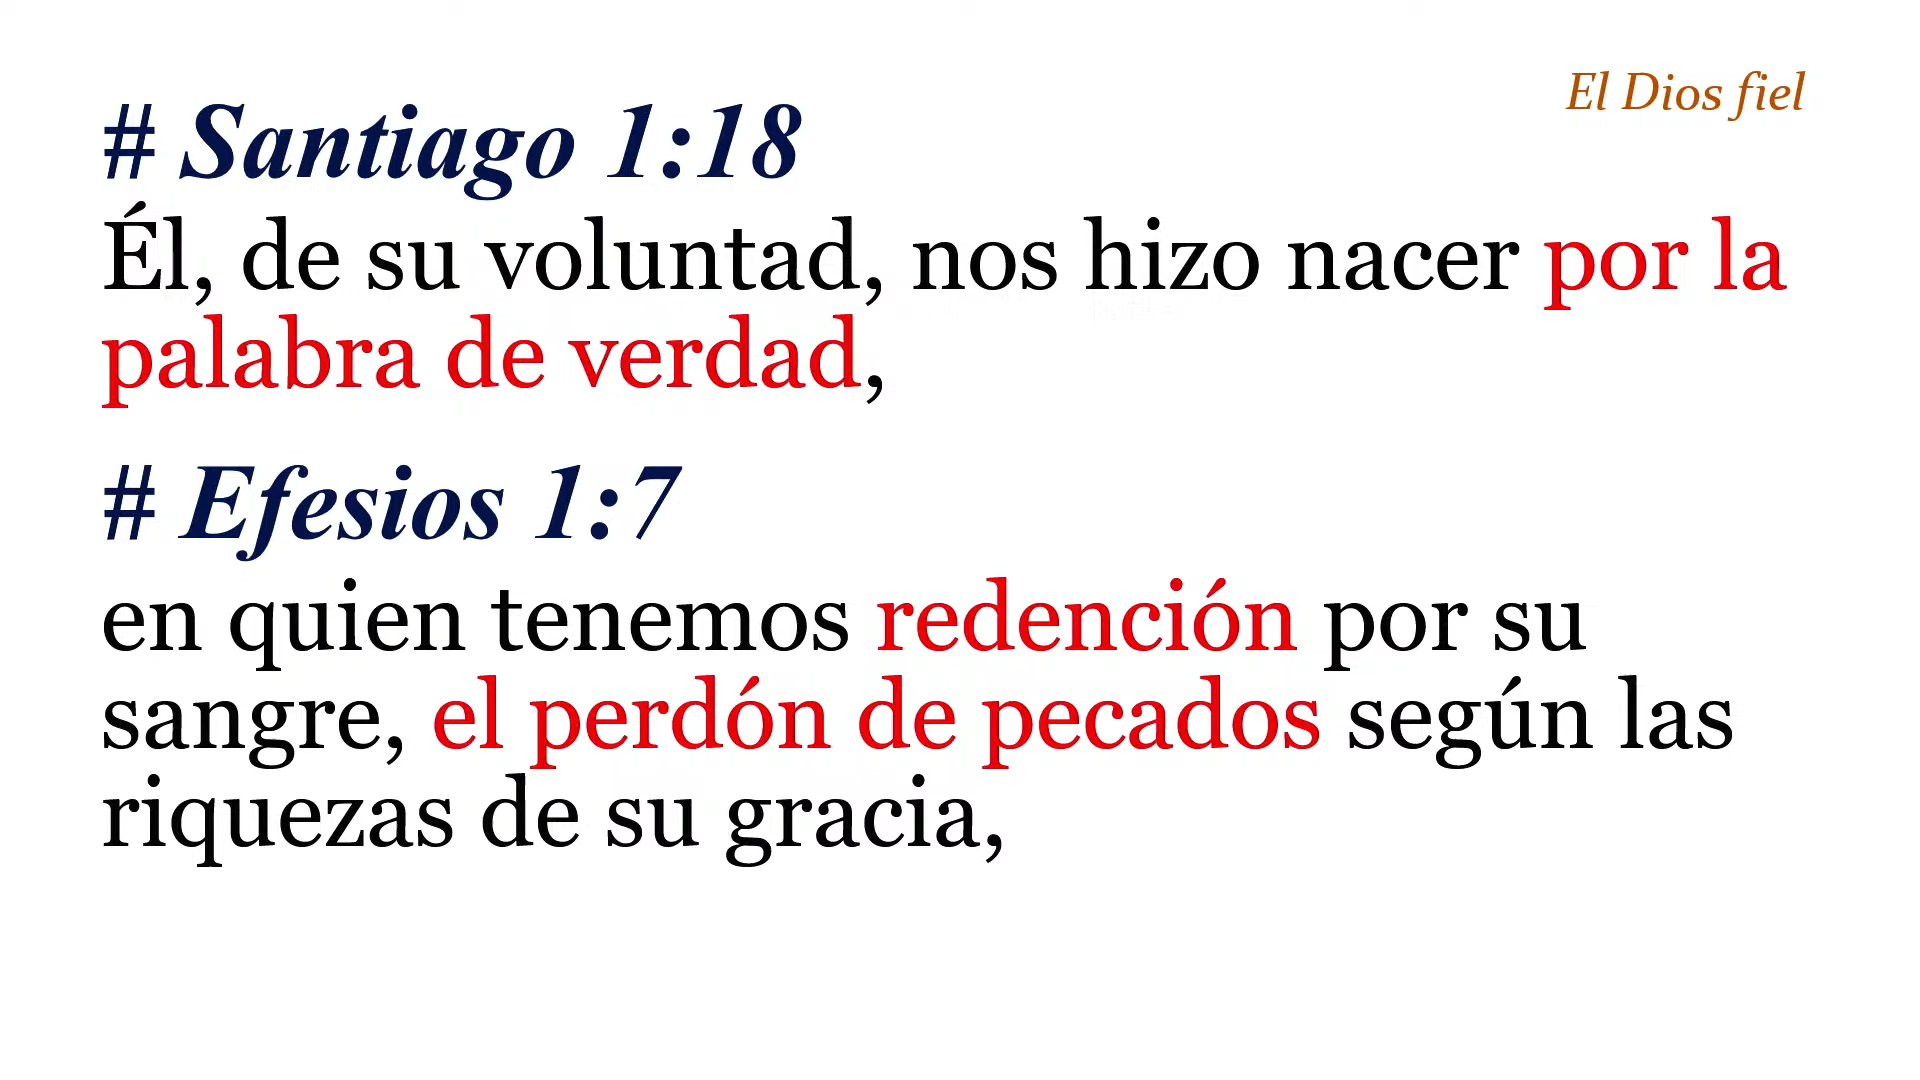 El Dios fiel
# Santiago 1:18
Él, de su voluntad, nos hizo nacer por la
palabra de verdad,
# Efesios 1:7
en quien tenemos redención por su
sangre, el perdón de pecados según las
riquezas de su gracia,